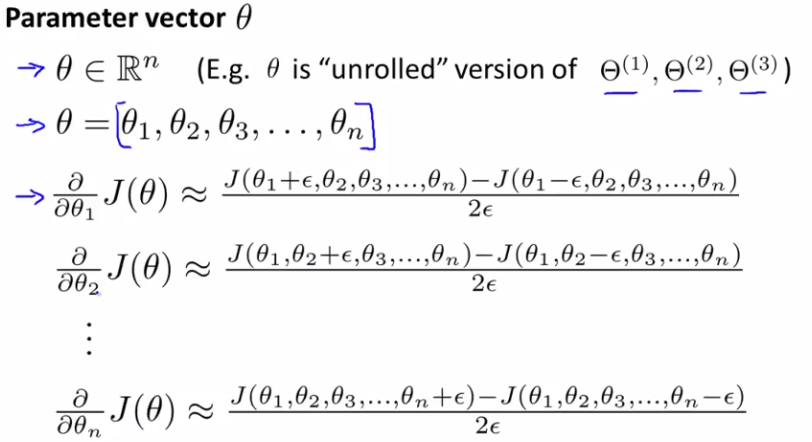 Parameter vector θ
→ θ ∈ ℝⁿ (E.g. θ is “unrolled” version of Θ⁽¹⁾, Θ⁽²⁾, Θ⁽³⁾)
→ θ = [θ₁, θ₂, θ₃, . . . , θₙ]
→ ∂/∂θ₁ J(θ) ≈ (J(θ₁+ϵ,θ₂,θ₃,...,θₙ)−J(θ₁−ϵ,θ₂,θ₃,...,θₙ))/2ϵ
∂/∂θ₂ J(θ) ≈ (J(θ₁,θ₂+ϵ,θ₃,...,θₙ)−J(θ₁,θ₂−ϵ,θ₃,...,θₙ))/2ϵ
⋮
∂/∂θₙ J(θ) ≈ (J(θ₁,θ₂,θ₃,...,θₙ+ϵ)−J(θ₁,θ₂,θ₃,...,θₙ−ϵ))/2ϵ